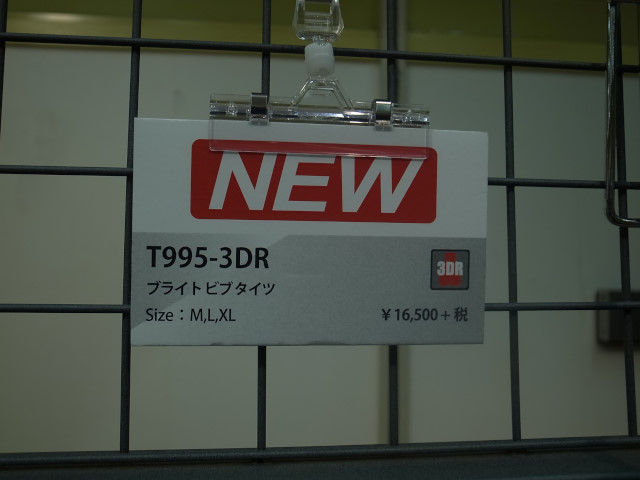 NEW
T995-3DR
3DR
ブライトビブタイツ
Size：M,L,XL
￥16,500+税